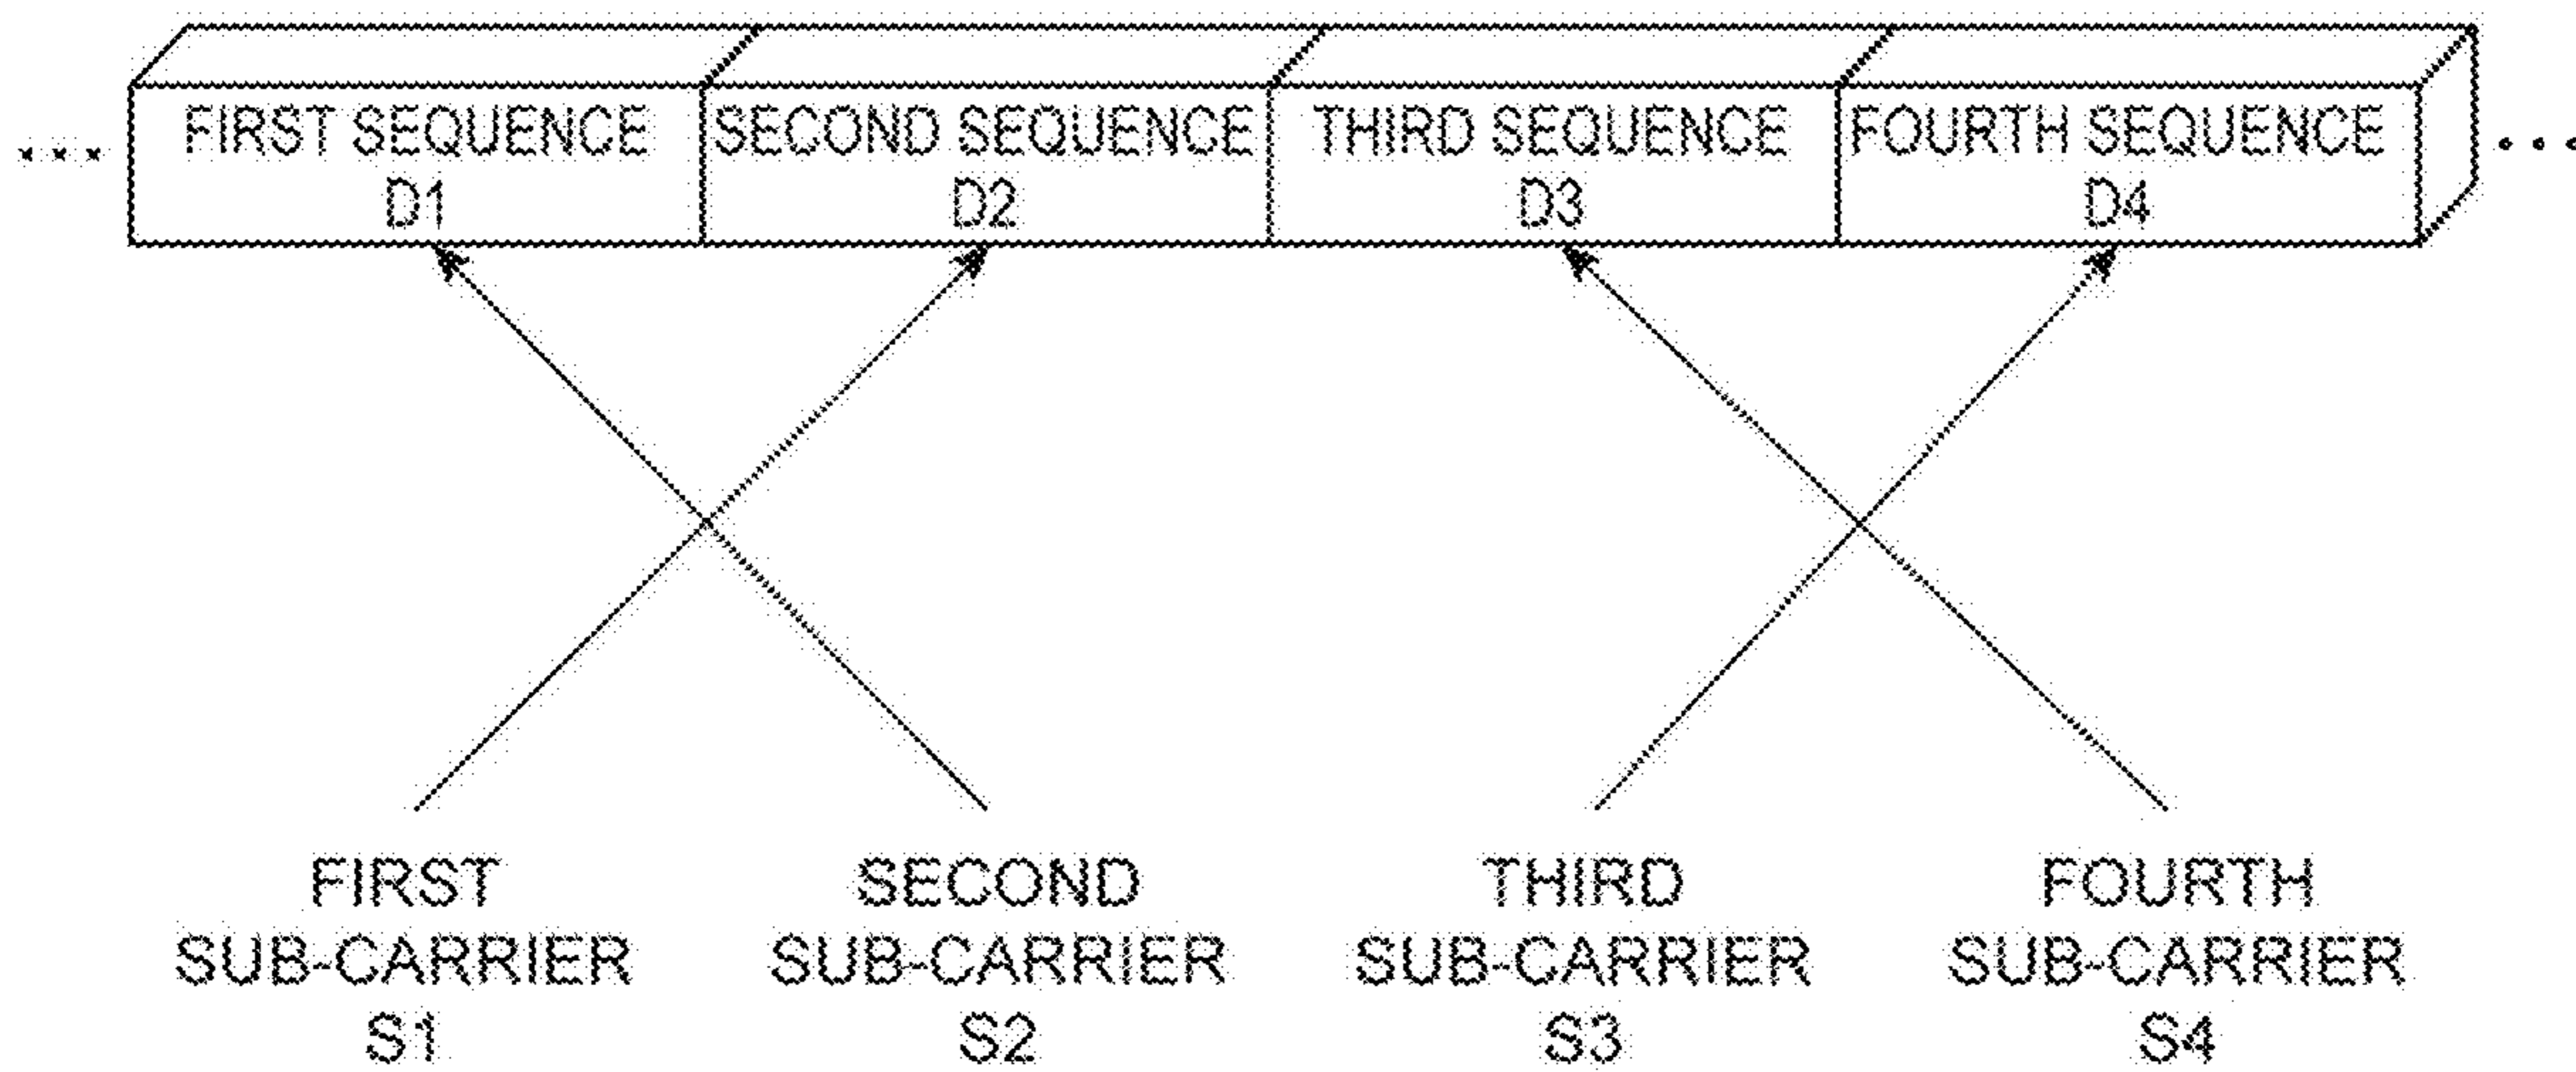 FIRST SEQUENCE
D1
SECOND SEQUENCE
D2
THIRD SEQUENCE
D3
FOURTH SEQUENCE
D4
FIRST
SUB-CARRIER
S1
SECOND
SUB-CARRIER
S2
THIRD
SUB-CARRIER
S3
FOURTH
SUB-CARRIER
S4